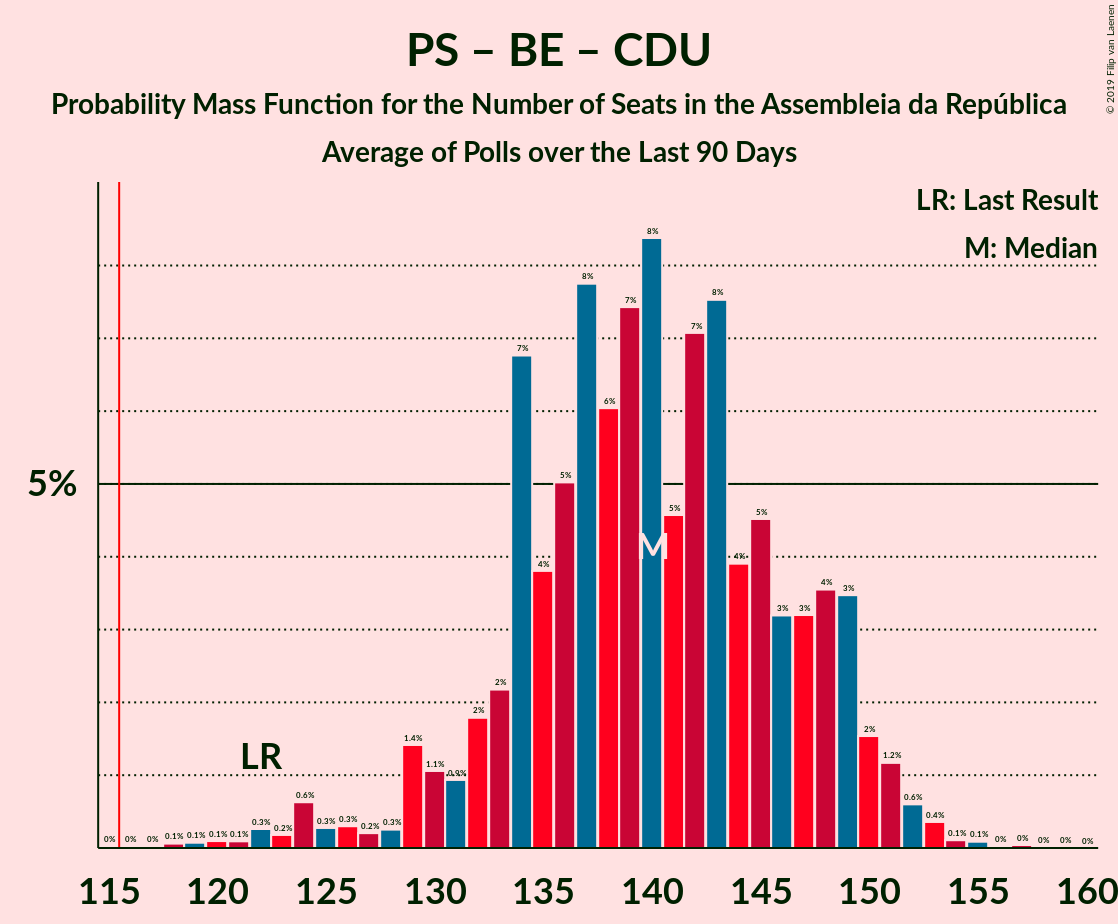 PS – BE – CDU
Probability Mass Function for the Number of Seats in the Assembleia da República
Average of Polls over the Last 90 Days
© 2019 Filip van Laenen
LR: Last Result
M: Median
5%
0% 0% 0% 0.1% 0.1% 0.1% 0.1% 0.3% 0.2% 0.6% 0.3% 0.3% 0.2% 0.3% 1.4% 1.1% 0.9% 2% 2% 7% 4% 5% 8% 6% 7% 8% 5% 7% 8% 4% 5% 3% 3% 4% 3% 2% 1.2% 0.6% 0.4% 0.1% 0.1% 0% 0% 0% 0% 0%
LR
M
115 120 125 130 135 140 145 150 155 160